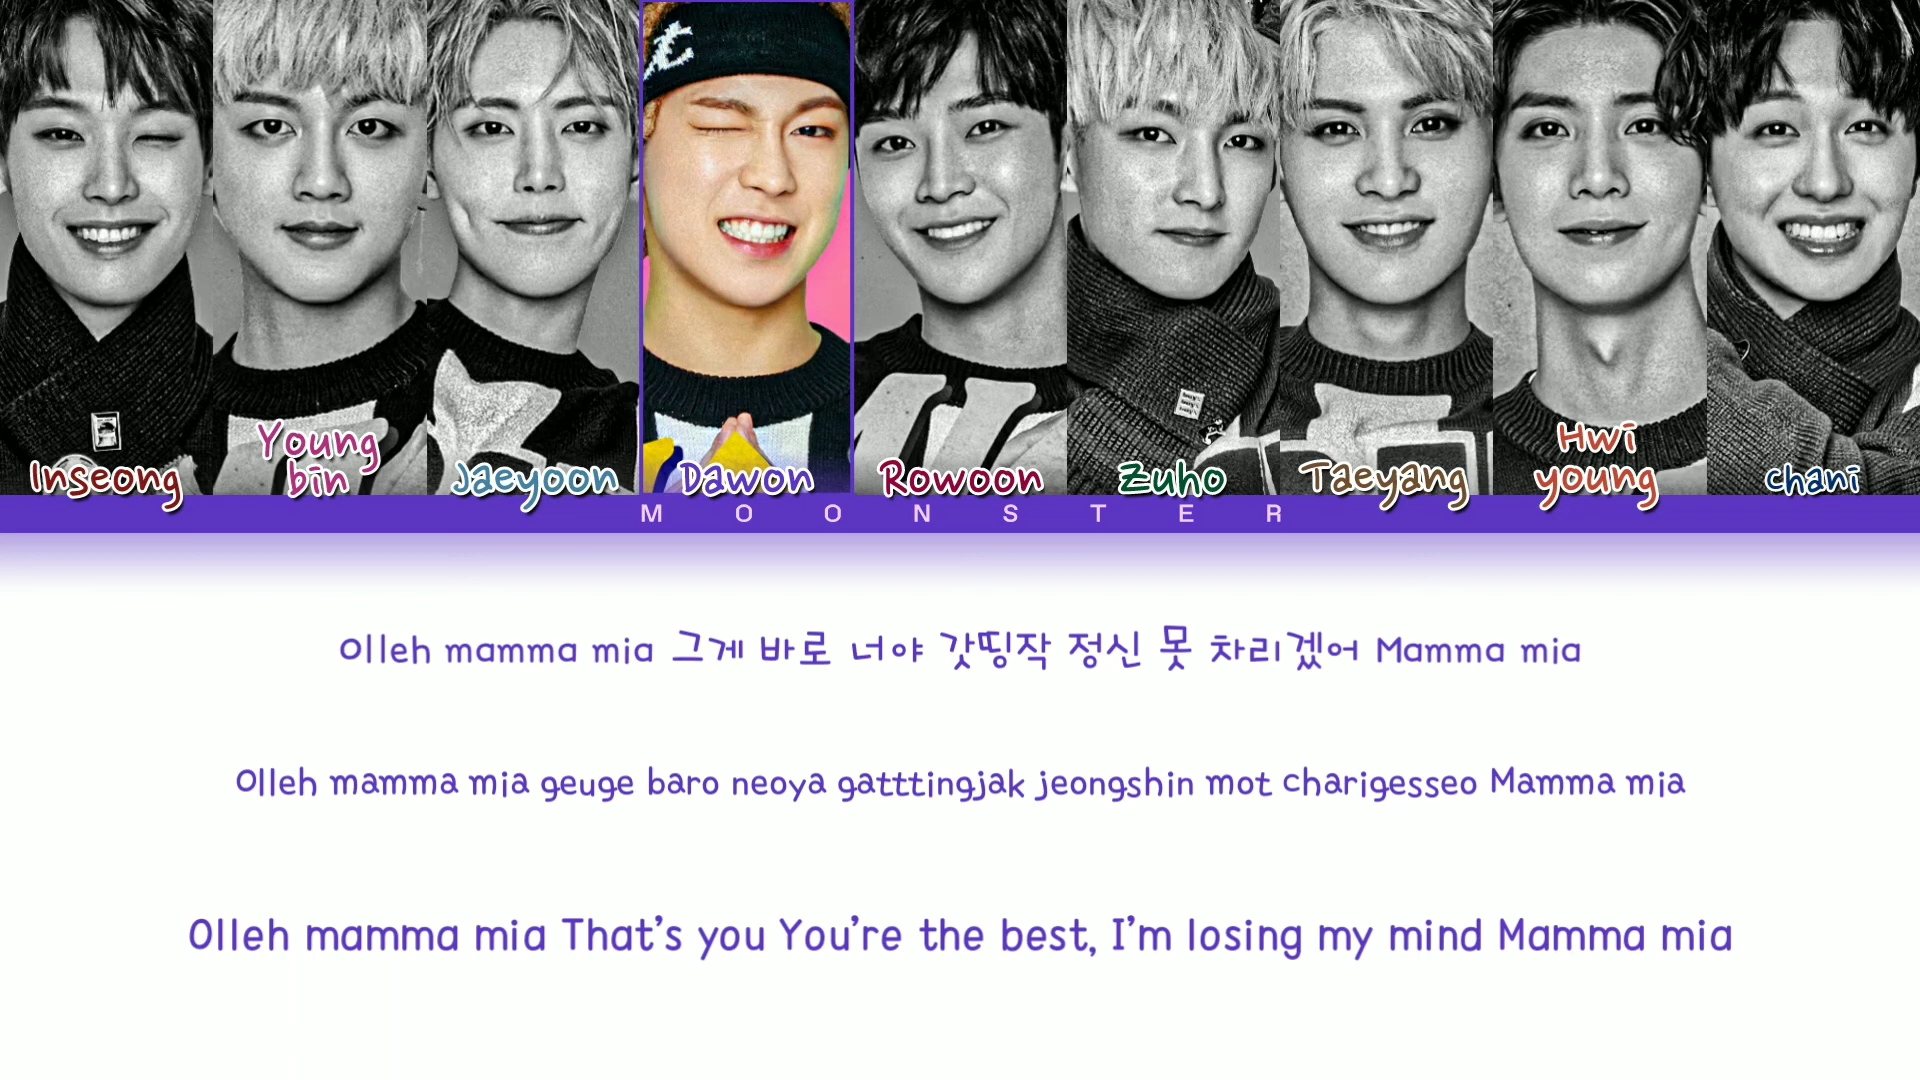 Inseong
Young
bin
Jaeyoon
Dawon
Rowoon
Zuho
Taeyang
Hwi
young
chani
MOONSTER
Olleh mamma mia 그게 바로 너야 갓띵작 정신 못 차리겠어 Mamma mia
Olleh mamma mia geuge baro neoya gatttingjak jeongshin mot charigesseo Mamma mia
Olleh mamma mia That's you You're the best, I'm losing my mind Mamma mia